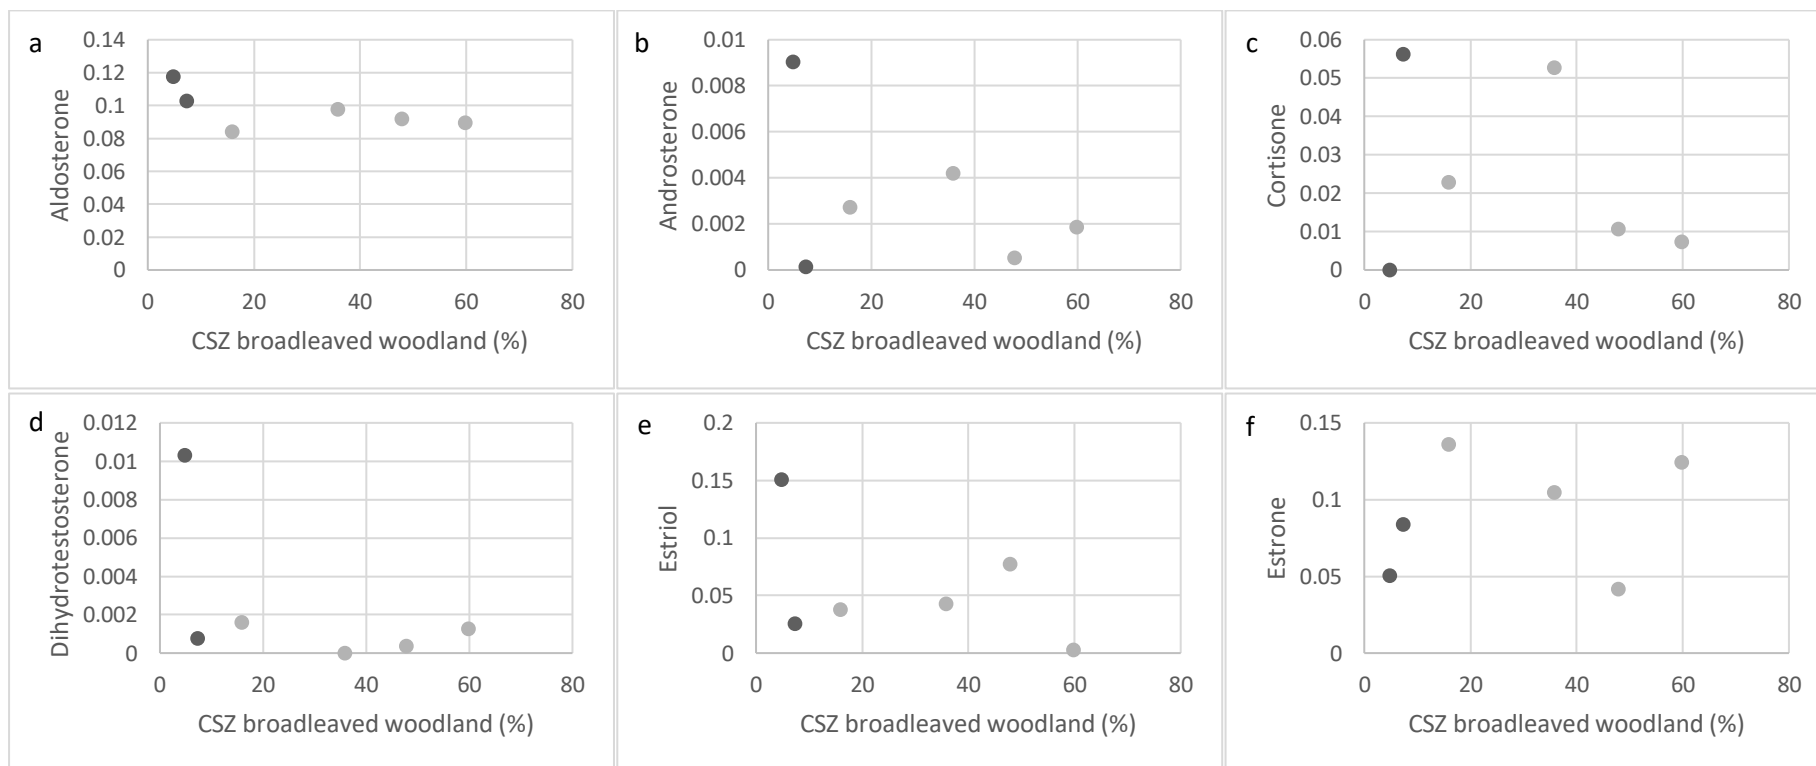 a
0.14
0.12
0.1
0.08
0.06
0.04
0.02
0
Aldosterone
0 20 40 60 80
CSZ broadleaved woodland (%)
b
0.01
0.008
0.006
0.004
0.002
0
Androsterone
0 20 40 60 80
CSZ broadleaved woodland (%)
c
0.06
0.05
0.04
0.03
0.02
0.01
0
Cortisone
0 20 40 60 80
CSZ broadleaved woodland (%)
d
0.012
0.01
0.008
0.006
0.004
0.002
0
Dihydrotestosterone
0 20 40 60 80
CSZ broadleaved woodland (%)
e
0.2
0.15
0.1
0.05
0
Estriol
0 20 40 60 80
CSZ broadleaved woodland (%)
f
0.15
0.1
0.05
0
Estrone
0 20 40 60 80
CSZ broadleaved woodland (%)